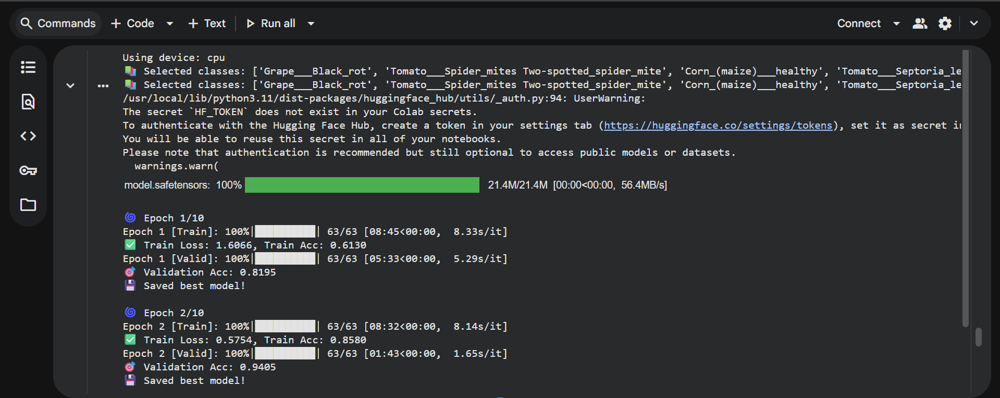 Commands + Code + Text Run all Connect
Using device: cpu
📚 Selected classes: ['Grape___Black_rot', 'Tomato___Spider_mites Two-spotted_spider_mite', 'Corn_(maize)___healthy', 'Tomato___Septoria_le
📚 Selected classes: ['Grape___Black_rot', 'Tomato___Spider_mites Two-spotted_spider_mite', 'Corn_(maize)___healthy', 'Tomato___Septoria_le
/usr/local/lib/python3.11/dist-packages/huggingface_hub/utils/_auth.py:94: UserWarning:
The secret `HF_TOKEN` does not exist in your Colab secrets.
To authenticate with the Hugging Face Hub, create a token in your settings tab (https://huggingface.co/settings/tokens), set it as secret i
You will be able to reuse this secret in all of your notebooks.
Please note that authentication is recommended but still optional to access public models or datasets.
warnings.warn(
model.safetensors: 100% 21.4M/21.4M [00:00<00:00, 56.4MB/s]
🌀 Epoch 1/10
Epoch 1 [Train]: 100%|██████████| 63/63 [08:45<00:00, 8.33s/it]
✅ Train Loss: 1.6066, Train Acc: 0.6130
Epoch 1 [Valid]: 100%|██████████| 63/63 [05:33<00:00, 5.29s/it]
🎯 Validation Acc: 0.8195
💾 Saved best model!
🌀 Epoch 2/10
Epoch 2 [Train]: 100%|██████████| 63/63 [08:32<00:00, 8.14s/it]
✅ Train Loss: 0.5754, Train Acc: 0.8580
Epoch 2 [Valid]: 100%|██████████| 63/63 [01:43<00:00, 1.65s/it]
🎯 Validation Acc: 0.9405
💾 Saved best model!